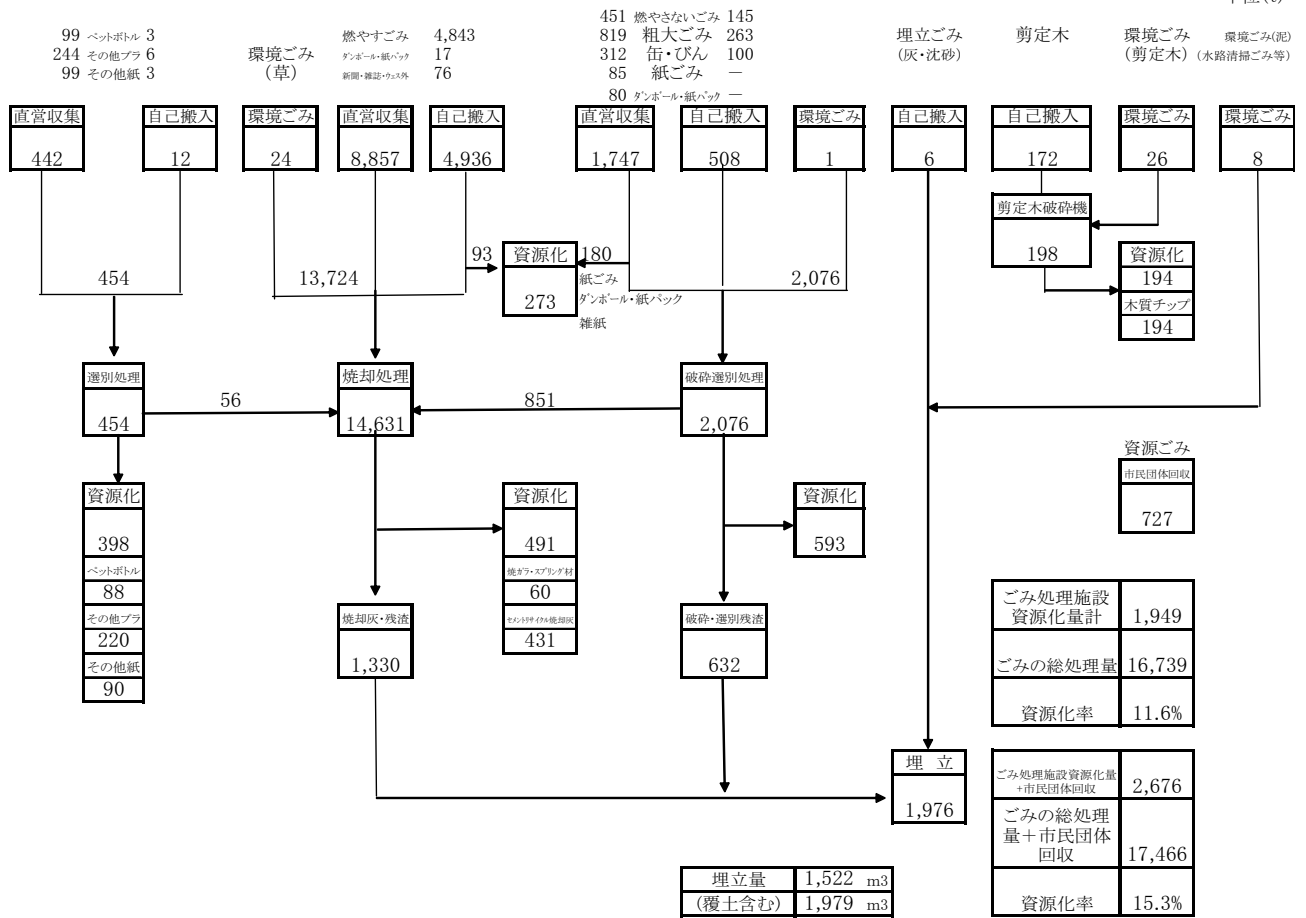 99 ペットボトル 3
244 その他プラ 6
99 その他紙 3
環境ごみ
(草)
燃やすごみ 4,843
ダンボール・紙パック 17
新聞・雑誌・ウェス外 76
451 燃やさないごみ 145
819 粗大ごみ 263
312 缶・びん 100
85 紙ごみ －
80 ダンボール・紙パック －
埋立ごみ
(灰・沈砂)
剪定木
環境ごみ
(剪定木)
環境ごみ(泥)
(水路清掃ごみ等)
直営収集 自己搬入 環境ごみ 直営収集 自己搬入 直営収集 自己搬入 環境ごみ 自己搬入 自己搬入 環境ごみ 環境ごみ
442 12 24 8,857 4,936 1,747 508 1 6 172 26 8
剪定木破砕機
198
454
13,724
93
資源化
273
180
紙ごみ
ダンボール・紙パック
雑紙
2,076
資源化
194
木質チップ
194
選別処理
454
56
焼却処理
14,631
851
破砕選別処理
2,076
資源ごみ
市民団体回収
727
資源化
398
ペットボトル
88
その他プラ
220
その他紙
90
資源化
491
焼ガラ・スプリング材
60
セメントリサイクル焼却灰
431
資源化
593
焼却灰・残渣
1,330
破砕・選別残渣
632
ごみ処理施設
資源化量計 1,949
ごみの総処理量 16,739
資源化率 11.6%
埋 立
1,976
ごみ処理施設資源化量
+市民団体回収 2,676
ごみの総処理
量＋市民団体
回収 17,466
資源化率 15.3%
埋立量 1,522 m3
(覆土含む) 1,979 m3